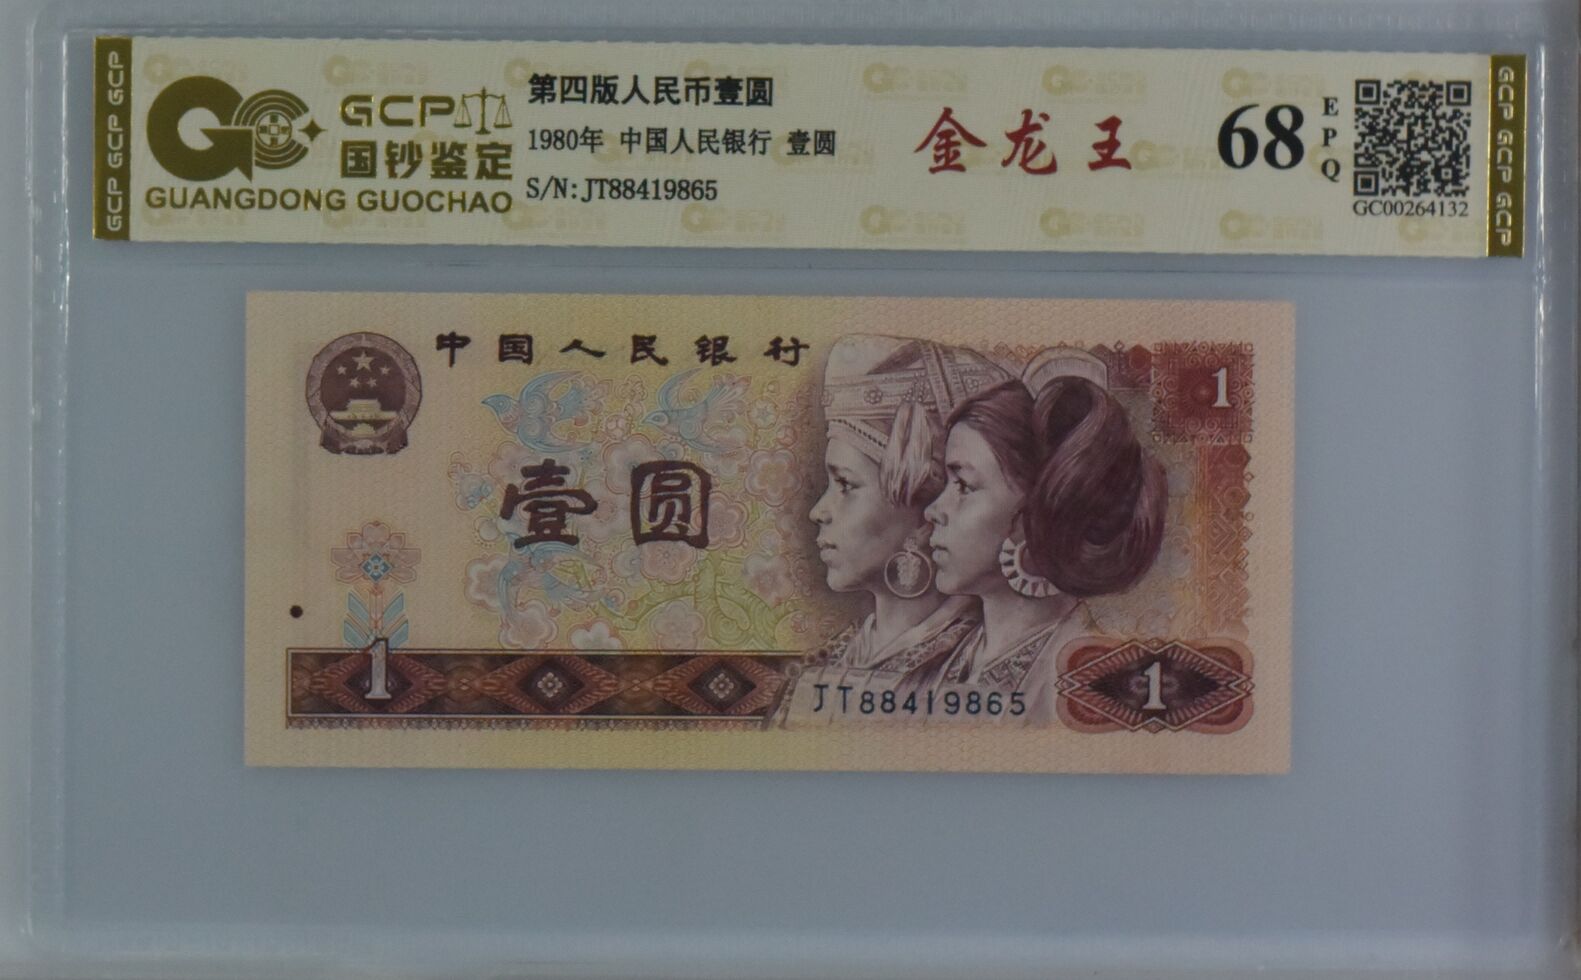 GCP GCP GCP
GCP
国钞鉴定
GUANGDONG GUOCHAO
第四版人民币壹圆
1980年 中国人民银行 壹圆
S/N:JT88419865
金龙王
68
EPQ
GC00264132
GCP GCP GCP GCP
中国人民银行
1
壹圆
1
JT88419865
1